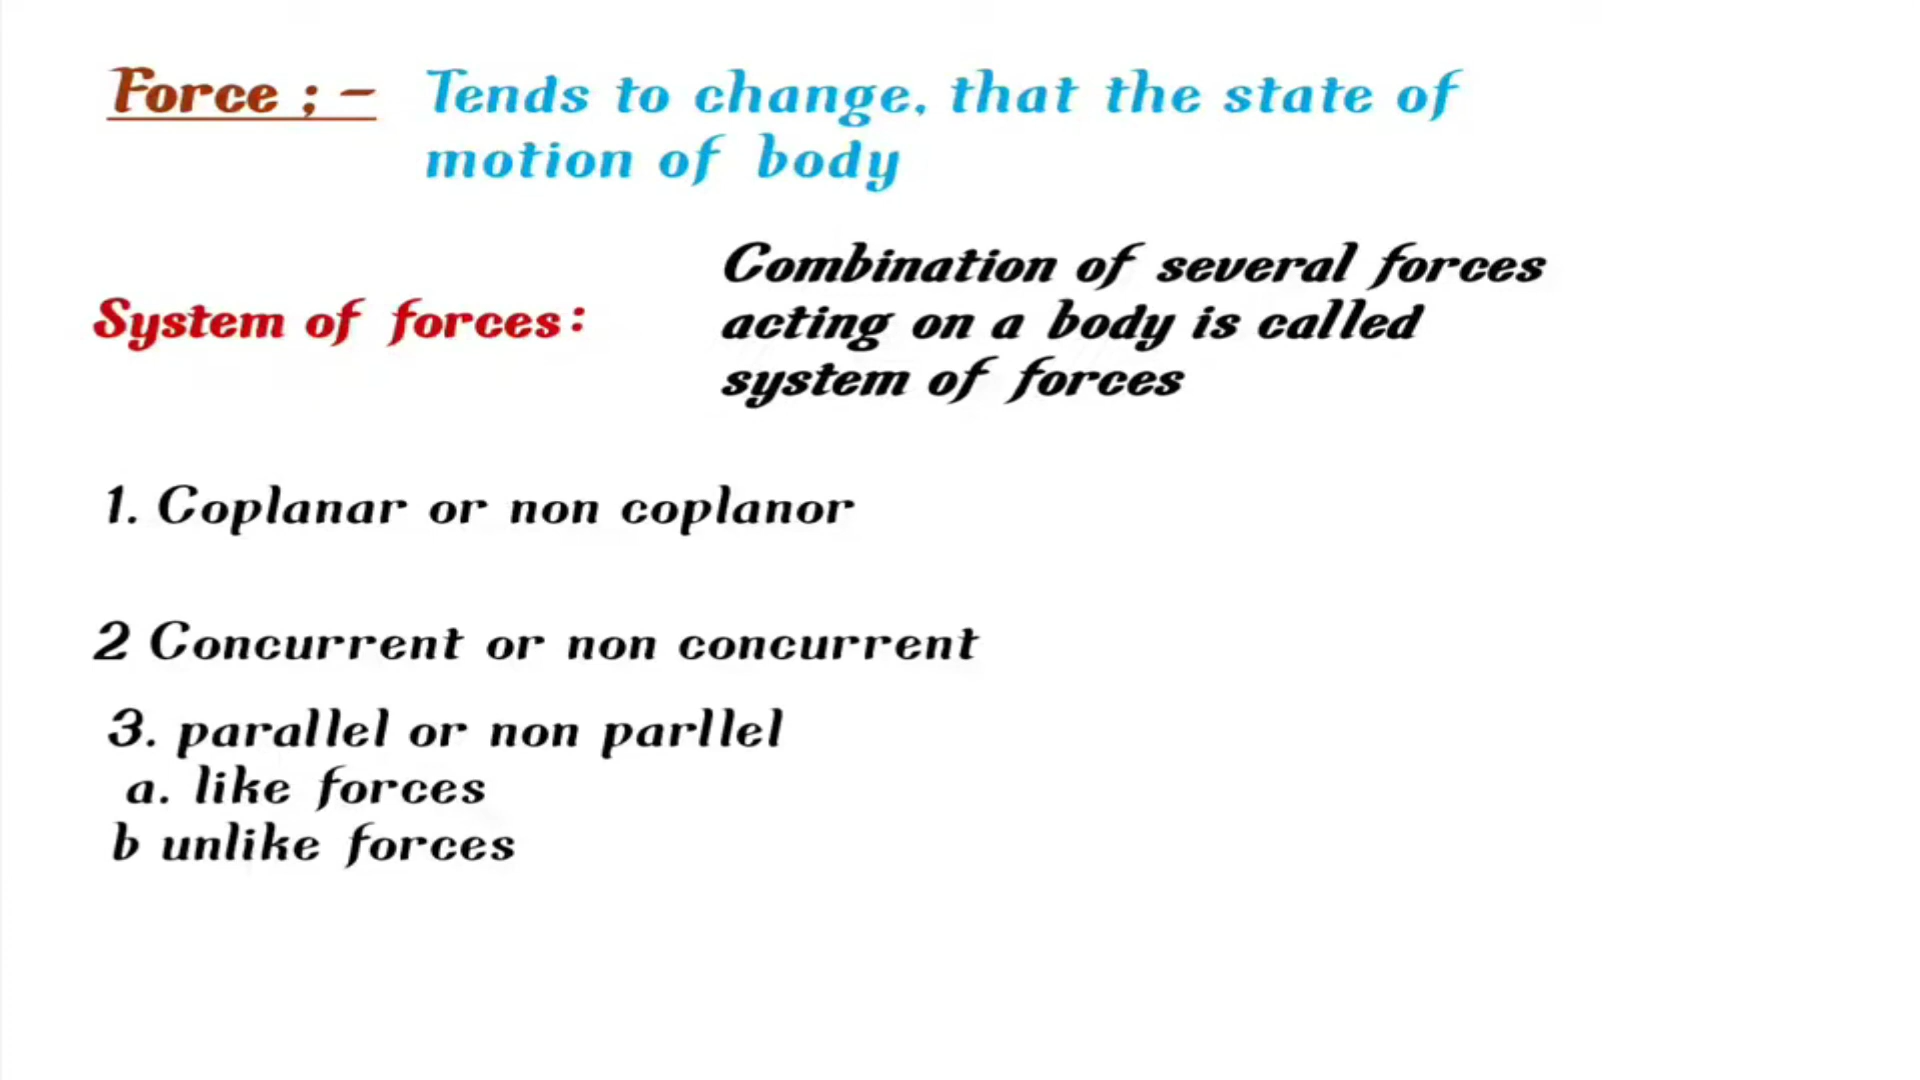 Force ; - Tends to change, that the state of
motion of body
System of forces:
Combination of several forces
acting on a body is called
system of forces
1. Coplanar or non coplanor
2 Concurrent or non concurrent
3. parallel or non parllel
a. like forces
b unlike forces